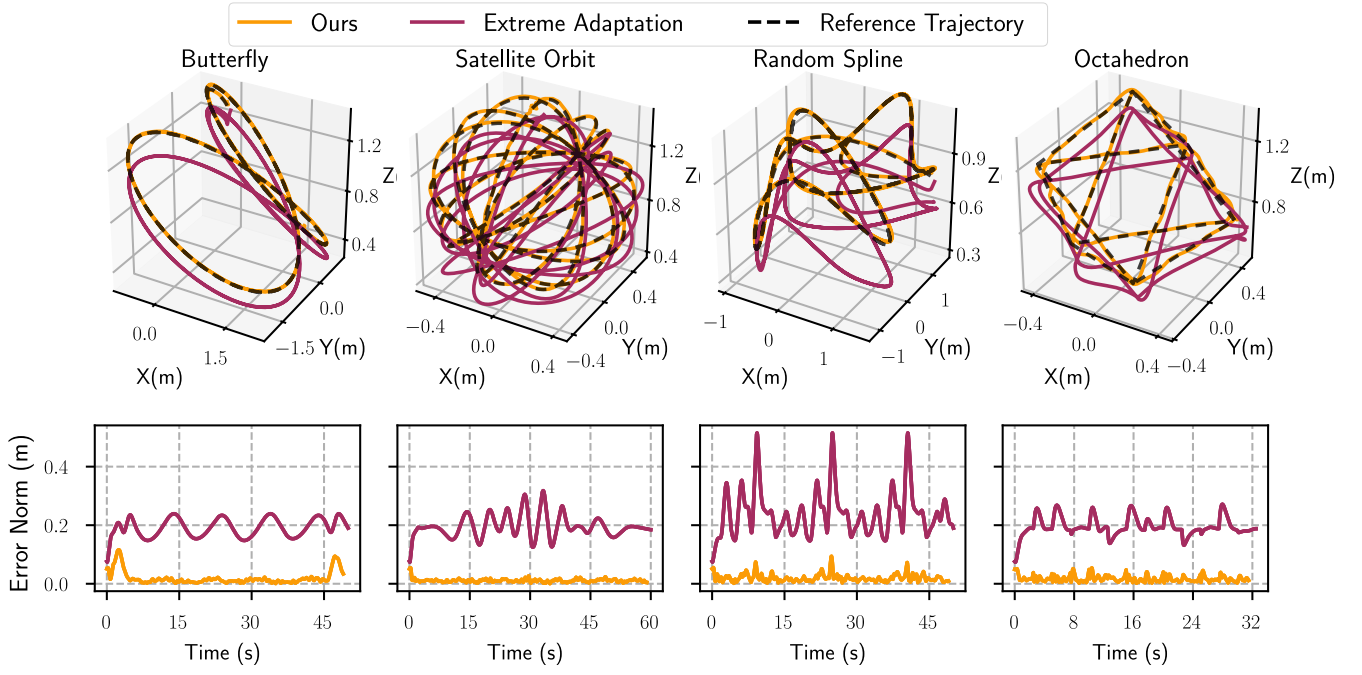 Ours
Extreme Adaptation
Reference Trajectory
Butterfly
Satellite Orbit
Random Spline
Octahedron
1.2
0.8
0.4
Z(
0.0
1.5
X(m)
−1.5
0.0
Y(m)
1.2
0.8
0.4
Z(
−0.4
0.0
0.4
X(m)
−0.4
0.0
0.4
Y(m)
0.9
0.6
0.3
Z(
−1
0
1
X(m)
−1
0
1
Y(m)
1.2
0.8
Z(m)
−0.4
0.0
0.4
X(m)
−0.4
0.0
0.4
Y(m)
Error Norm (m)
0.4
0.2
0.0
0 15 30 45
Time (s)
0 15 30 45 60
Time (s)
0 15 30 45
Time (s)
0 8 16 24 32
Time (s)